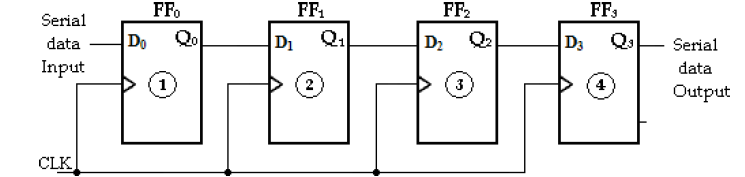 FF₀ FF₁ FF₂ FF₃
Serial
data
Input
D₀ Q₀ D₁ Q₁ D₂ Q₂ D₃ Q₃
Serial
data
Output
1 2 3 4
CLK